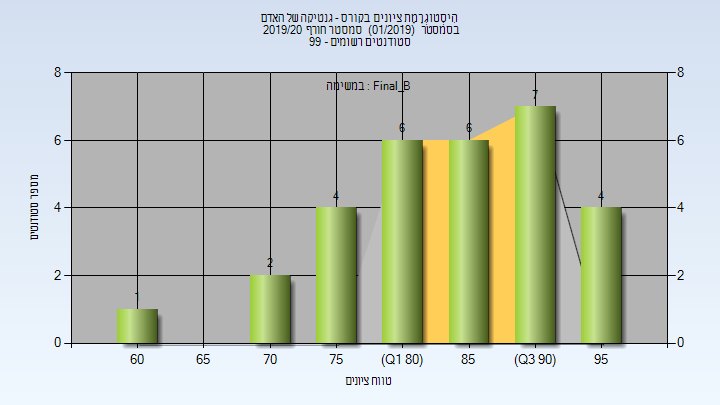 היסטוגרמת ציונים בקורס - גנטיקה של האדם
בסמסטר (01/2019) סמסטר חורף 2019/20
סטודנטים רשומים - 99
במשימה : Final_B
8
6
4
2
0
8
6
4
2
0
מספר סטודנטים
1
2
4
6
6
7
4
60
65
70
75
(Q1 80)
85
(Q3 90)
95
טווח ציונים